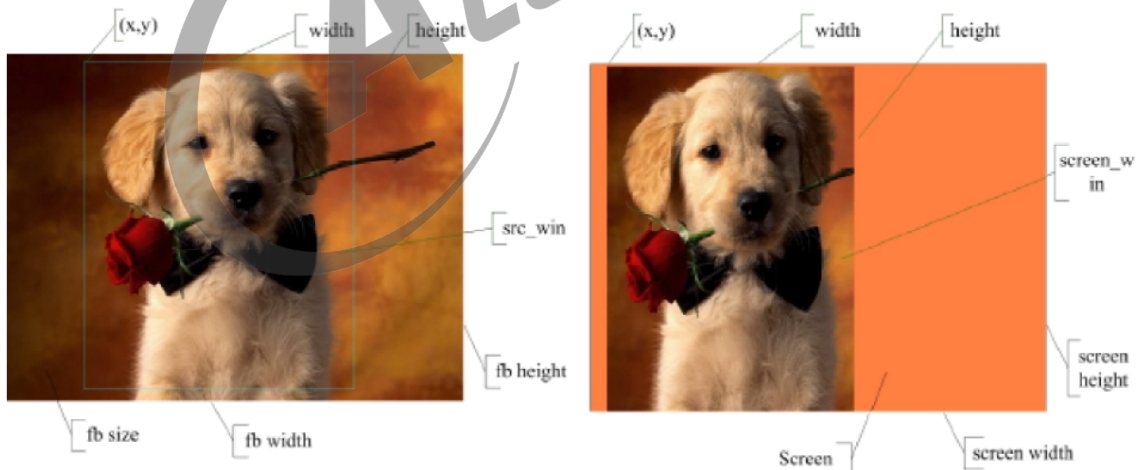 (x,y)
width
height
src_win
fb height
fb size
fb width
(x,y)
width
height
screen_w
in
screen
height
screen width
Screen